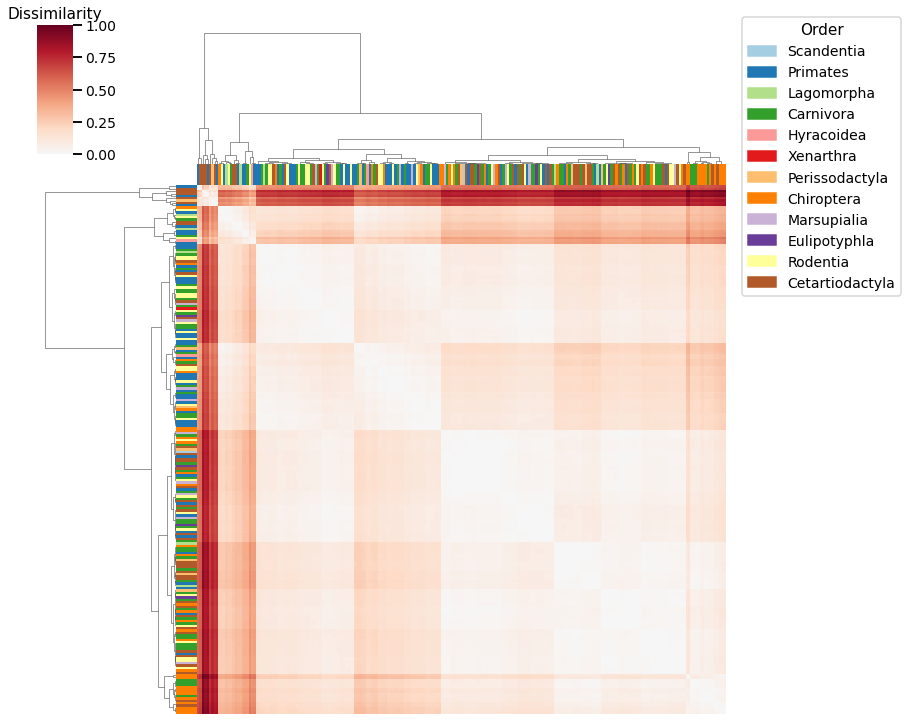 Dissimilarity
1.00
0.75
0.50
0.25
0.00
Order
Scandentia
Primates
Lagomorpha
Carnivora
Hyracoidea
Xenarthra
Perissodactyla
Chiroptera
Marsupialia
Eulipotyphla
Rodentia
Cetartiodactyla